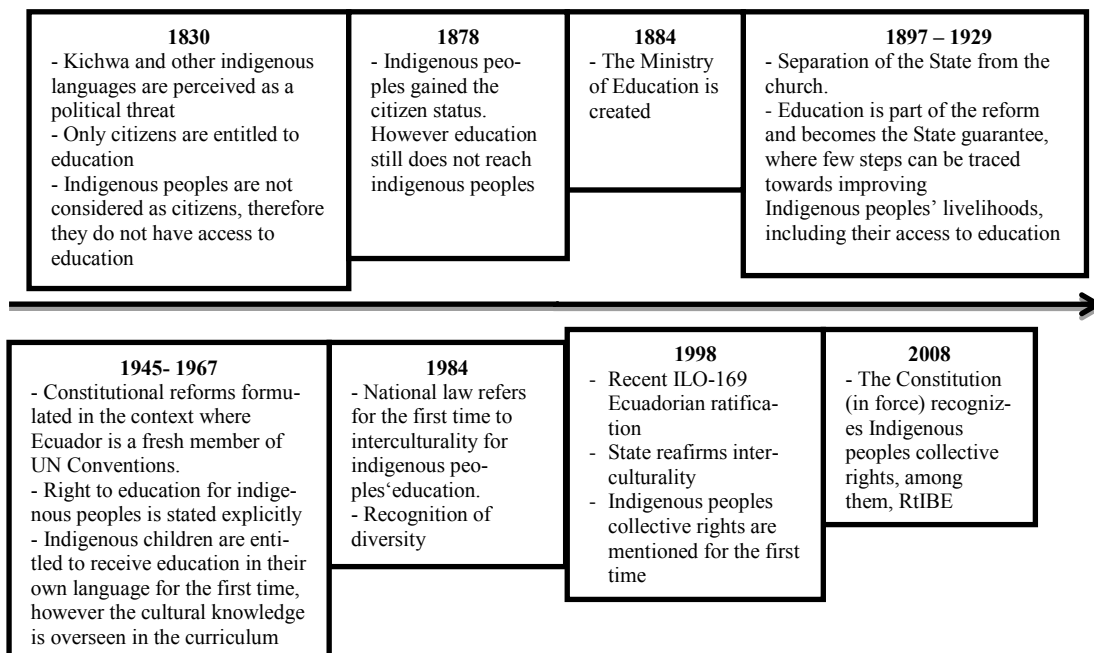 1830
- Kichwa and other indigenous
languages are perceived as a
political threat
- Only citizens are entitled to
education
- Indigenous peoples are not
considered as citizens, therefore
they do not have access to
education
1878
- Indigenous peo-
ples gained the
citizen status.
However education
still does not reach
indigenous peoples
1884
- The Ministry
of Education is
created
1897 – 1929
- Separation of the State from the
church.
- Education is part of the reform
and becomes the State guarantee,
where few steps can be traced
towards improving
Indigenous peoples’ livelihoods,
including their access to education
1945- 1967
- Constitutional reforms formu-
lated in the context where
Ecuador is a fresh member of
UN Conventions.
- Right to education for indige-
nous peoples is stated explicitly
- Indigenous children are enti-
tled to receive education in their
own language for the first time,
however the cultural knowledge
is overseen in the curriculum
1984
- National law refers
for the first time to
interculturality for
indigenous peo-
ples‘education.
- Recognition of
diversity
1998
- Recent ILO-169
Ecuadorian ratifica-
tion
- State reafirms inter-
culturality
- Indigenous peoples
collective rights are
mentioned for the first
time
2008
- The Constitution
(in force) recogniz-
es Indigenous
peoples collective
rights, among
them, RtIBE